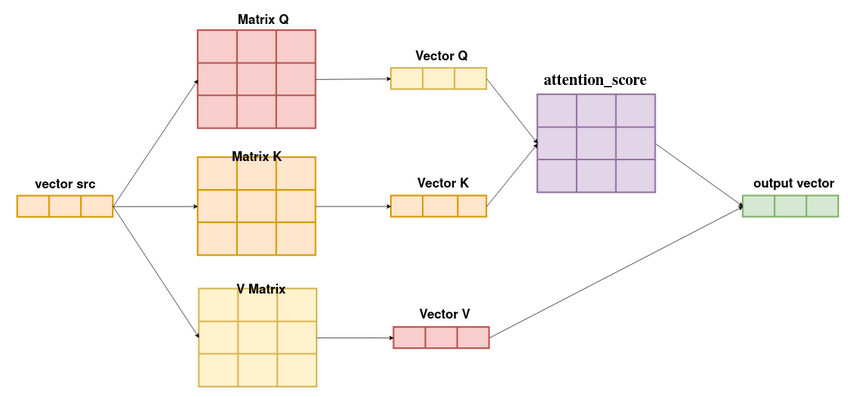 Matrix Q
Vector Q
attention_score
Matrix K
vector src
Vector K
output vector
V Matrix
Vector V